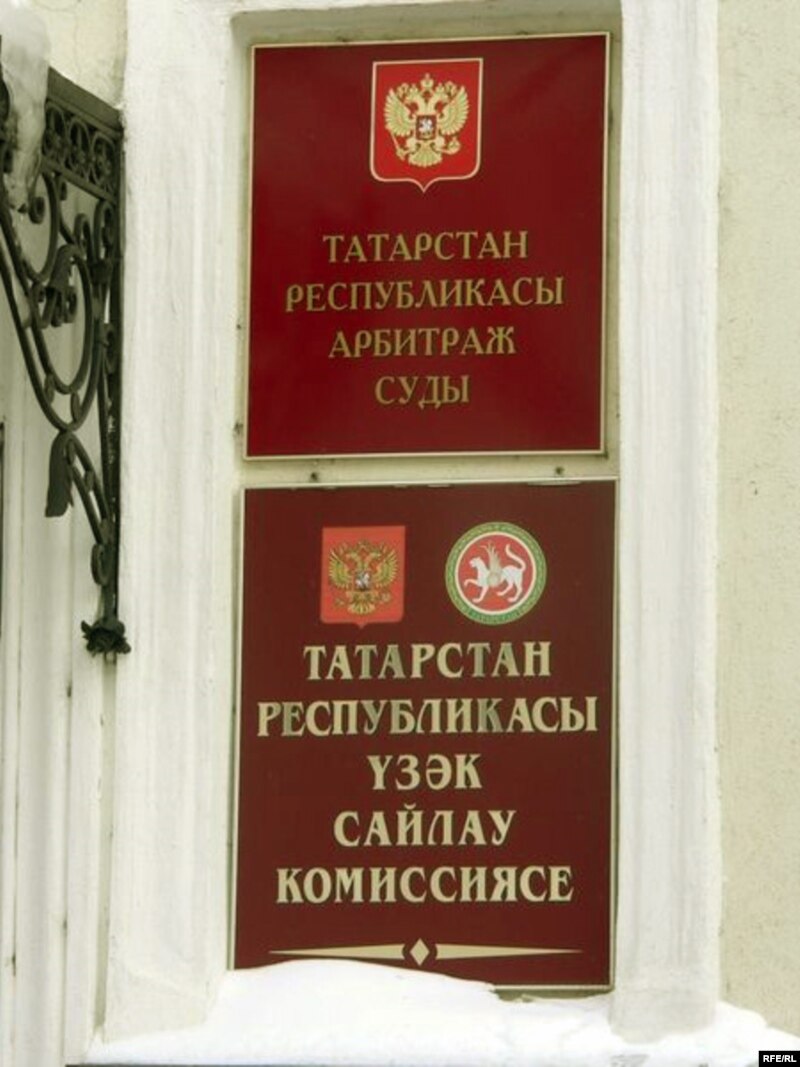 ТАТАРСТАН
РЕСПУБЛИКАСЫ
АРБИТРАЖ
СУДЫ
ТАТАРСТАН
РЕСПУБЛИКАСЫ
ҮЗӘК
САЙЛАУ
КОМИССИЯСЕ
RFE/RL